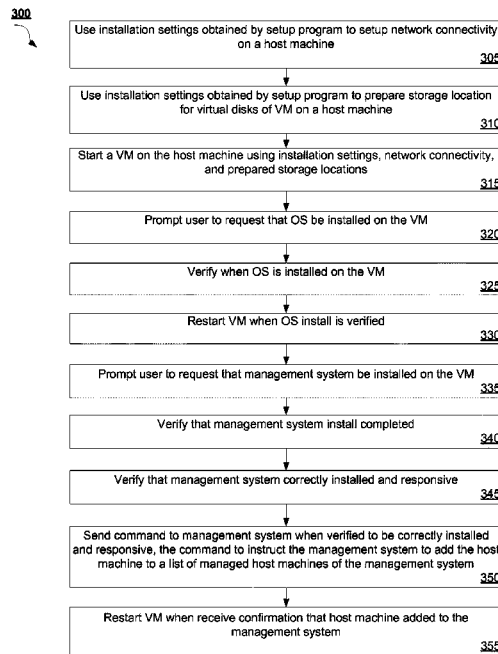 300
Use installation settings obtained by setup program to setup network connectivity
on a host machine
305
Use installation settings obtained by setup program to prepare storage location
for virtual disks of VM on a host machine
310
Start a VM on the host machine using installation settings, network connectivity,
and prepared storage locations
315
Prompt user to request that OS be installed on the VM
320
Verify when OS is installed on the VM
325
Restart VM when OS install is verified
330
Prompt user to request that management system be installed on the VM
335
Verify that management system install completed
340
Verify that management system correctly installed and responsive
345
Send command to management system when verified to be correctly installed
and responsive, the command to instruct the management system to add the host
machine to a list of managed host machines of the management system
350
Restart VM when receive confirmation that host machine added to the
management system
355